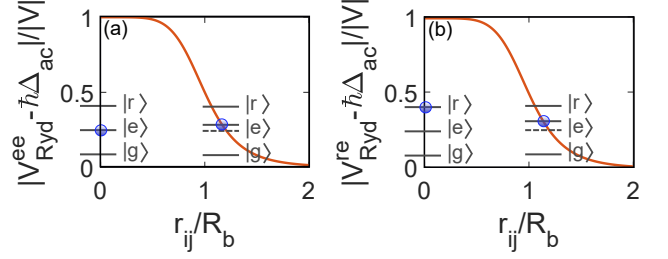 |V^ee_Ryd-ħΔ_ac|/|V|
1
0.5
0
(a)
|r⟩
|e⟩
|g⟩
|r⟩
|e⟩
|g⟩
0
1
2
r_ij/R_b
|V^re_Ryd-ħΔ_ac|/|V|
1
0.5
0
(b)
|r⟩
|e⟩
|g⟩
|r⟩
|e⟩
|g⟩
0
1
2
r_ij/R_b